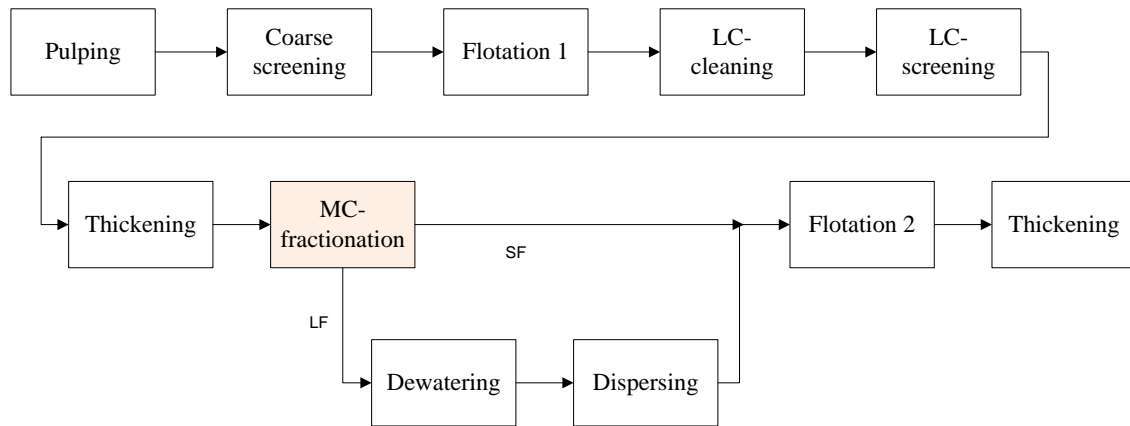 Pulping
Coarse
screening
Flotation 1
LC-
cleaning
LC-
screening
Thickening
MC-
fractionation
SF
Flotation 2
Thickening
LF
Dewatering
Dispersing